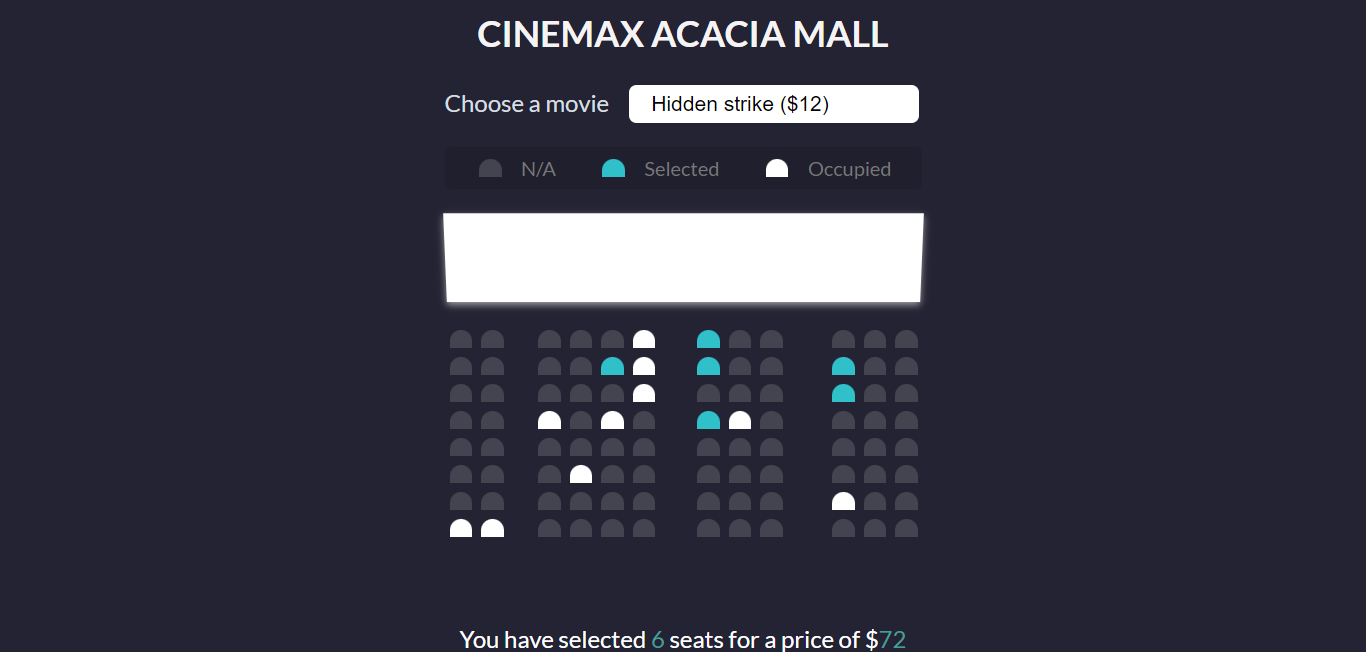 CINEMAX ACACIA MALL
Choose a movie Hidden strike ($12)
N/A Selected Occupied
You have selected 6 seats for a price of $72